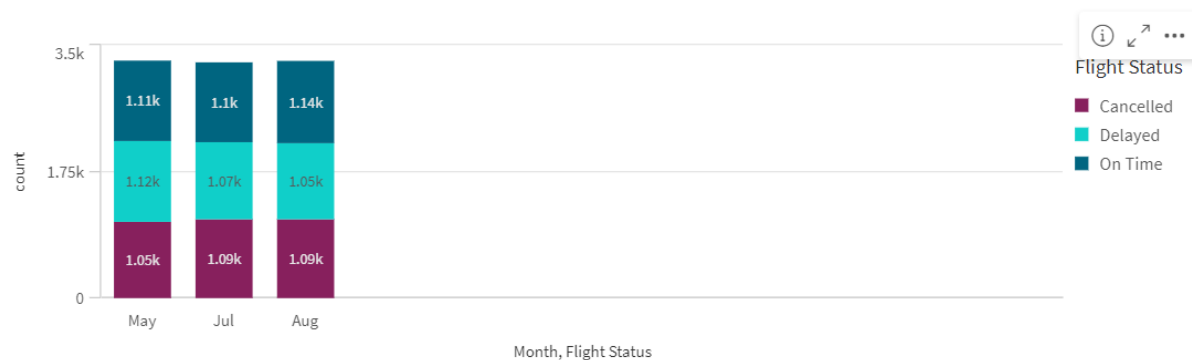 3.5k
1.75k
0
count
1.11k
1.1k
1.14k
1.12k
1.07k
1.05k
1.05k
1.09k
1.09k
May
Jul
Aug
Month, Flight Status
Flight Status
Cancelled
Delayed
On Time